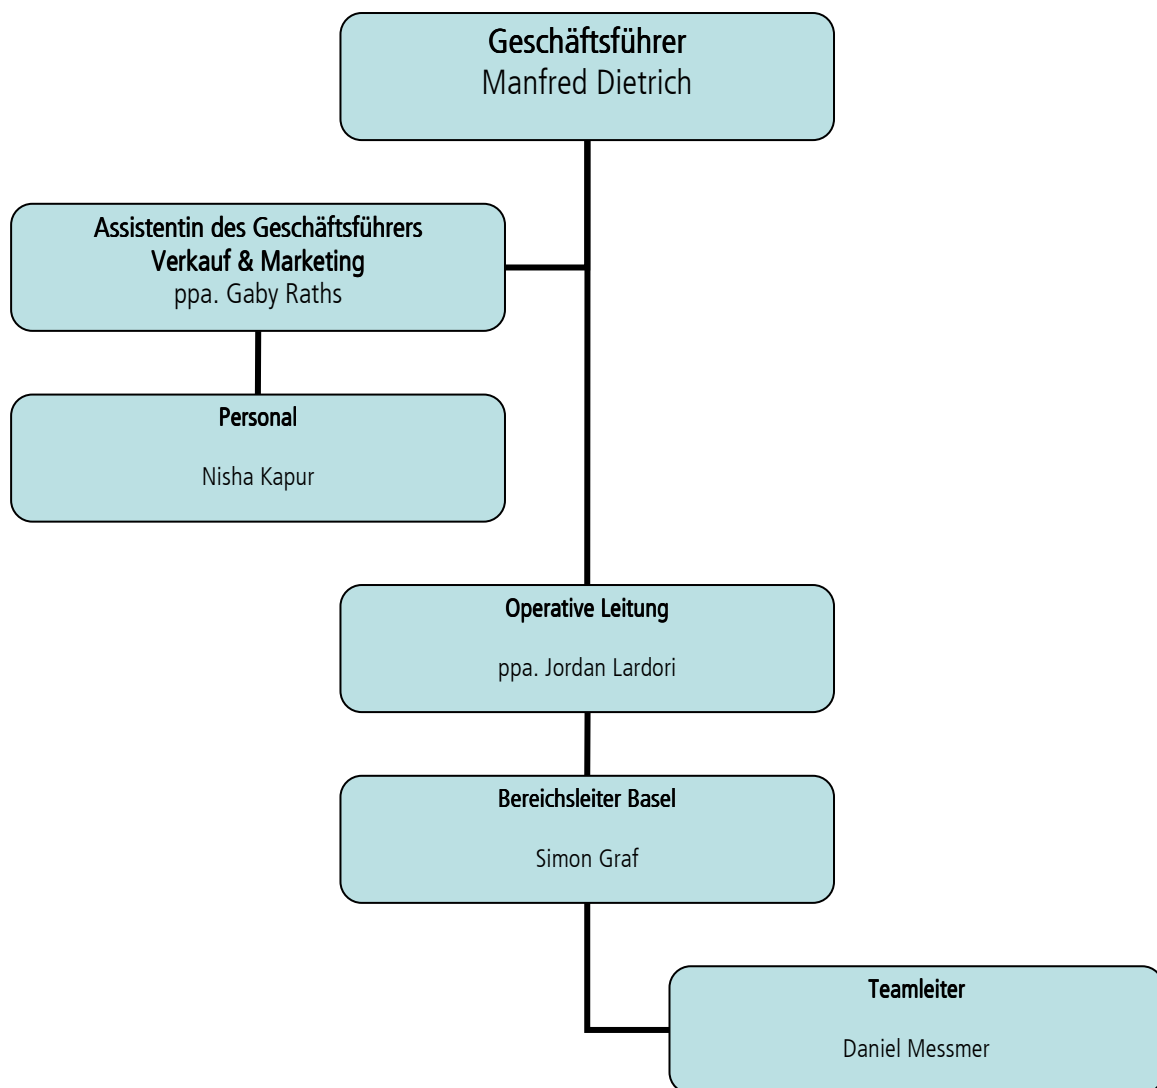 Geschäftsführer
Manfred Dietrich
Assistentin des Geschäftsführers
Verkauf & Marketing
ppa. Gaby Raths
Personal
Nisha Kapur
Operative Leitung
ppa. Jordan Lardori
Bereichsleiter Basel
Simon Graf
Teamleiter
Daniel Messmer